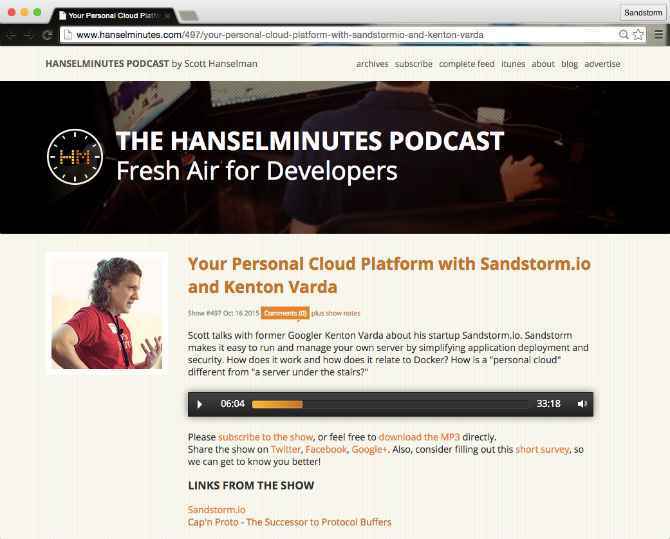 Your Personal Cloud Platfo
Sandstorm
www.hanselminutes.com/497/your-personal-cloud-platform-with-sandstormio-and-kenton-varda
HANSELMINUTES PODCAST by Scott Hanselman
archives subscribe complete feed itunes about blog advertise
HM
THE HANSELMINUTES PODCAST
Fresh Air for Developers
Your Personal Cloud Platform with Sandstorm.io
and Kenton Varda
Show #497 Oct 16 2015 Comments (0) plus show notes
Scott talks with former Googler Kenton Varda about his startup Sandstorm.io. Sandstorm
makes it easy to run and manage your own server by simplifying application deployment and
security. How does it work and how does it relate to Docker? How is a "personal cloud"
different from "a server under the stairs?"
06:04 33:18
Please subscribe to the show, or feel free to download the MP3 directly.
Share the show on Twitter, Facebook, Google+. Also, consider filling out this short survey, so
we can get to know you better!
LINKS FROM THE SHOW
Sandstorm.io
Cap'n Proto - The Successor to Protocol Buffers